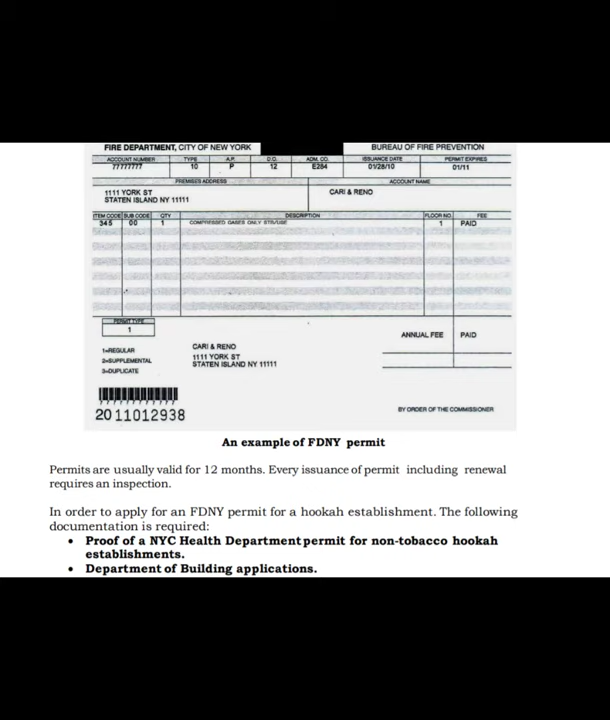 FIRE DEPARTMENT, CITY OF NEW YORK BUREAU OF FIRE PREVENTION
ACCOUNT NUMBER TYPE A.P. D.O. ADM. CO. ISSUANCE DATE PERMIT EXPIRES
77777777 10 P 12 E284 01/28/10 01/11
PREMISES ADDRESS ACCOUNT NAME
1111 YORK ST CARI & RENO
STATEN ISLAND NY 11111
ITEM CODE SUB CODE QTY DESCRIPTION FLOOR NO. FEE
345 00 1 COMPRESSED GASES ONLY STR/USE 1 PAID
PERMIT TYPE
1
ANNUAL FEE PAID
1=REGULAR
2=SUPPLEMENTAL
3=DUPLICATE
CARI & RENO
1111 YORK ST
STATEN ISLAND NY 11111
2011012938
BY ORDER OF THE COMMISSIONER
An example of FDNY permit
Permits are usually valid for 12 months. Every issuance of permit including renewal
requires an inspection.
In order to apply for an FDNY permit for a hookah establishment. The following
documentation is required:
• Proof of a NYC Health Department permit for non-tobacco hookah
establishments.
• Department of Building applications.